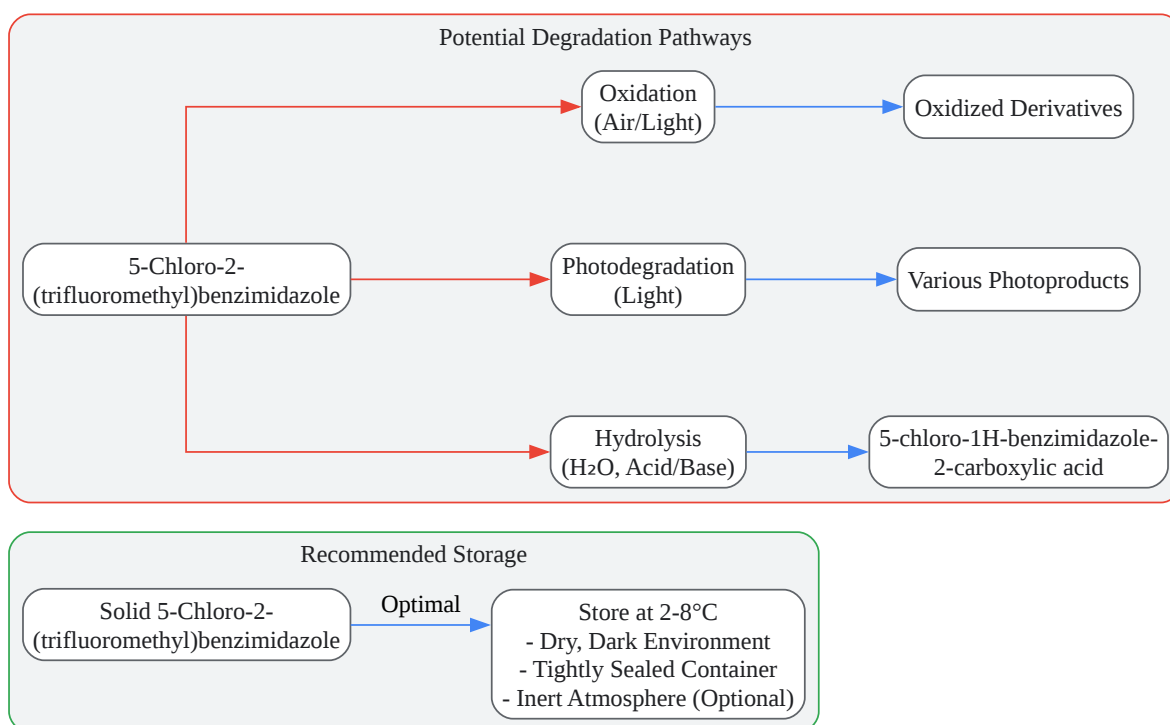 Potential Degradation Pathways
Oxidation
(Air/Light)
Oxidized Derivatives
5-Chloro-2-
(trifluoromethyl)benzimidazole
Photodegradation
(Light)
Various Photoproducts
Hydrolysis
(H₂O, Acid/Base)
5-chloro-1H-benzimidazole-
2-carboxylic acid
Recommended Storage
Solid 5-Chloro-2-
(trifluoromethyl)benzimidazole
Optimal
Store at 2-8°C
- Dry, Dark Environment
- Tightly Sealed Container
- Inert Atmosphere (Optional)